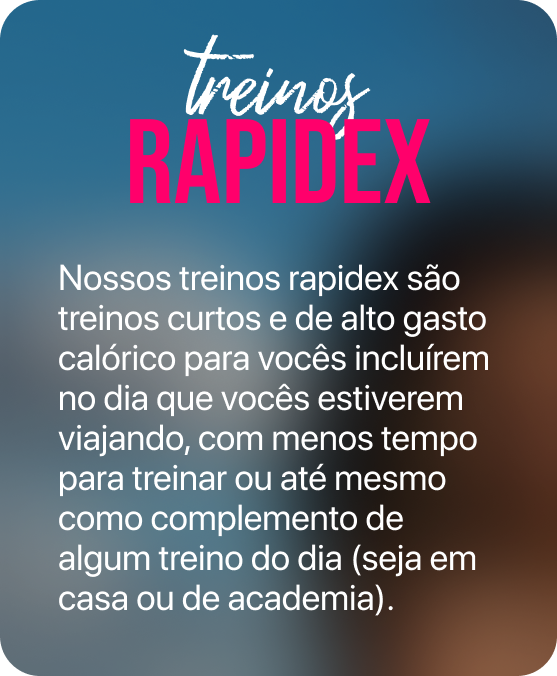 treinos
RAPIDEX
Nossos treinos rapidex são
treinos curtos e de alto gasto
calórico para vocês incluírem
no dia que vocês estiverem
viajando, com menos tempo
para treinar ou até mesmo
como complemento de
algum treino do dia (seja em
casa ou de academia).